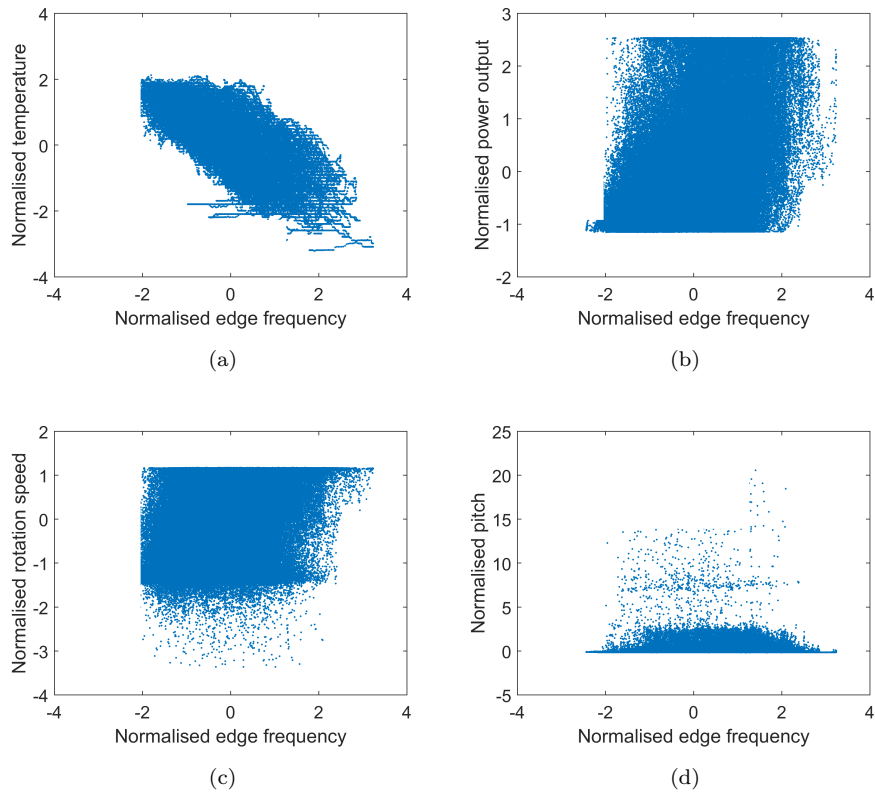 4
2
0
-2
-4
-4 -2 0 2 4
Normalised temperature
Normalised edge frequency
(a)
3
2
1
0
-1
-2
-4 -2 0 2 4
Normalised power output
Normalised edge frequency
(b)
2
1
0
-1
-2
-3
-4
-4 -2 0 2 4
Normalised rotation speed
Normalised edge frequency
(c)
25
20
15
10
5
0
-5
-4 -2 0 2 4
Normalised pitch
Normalised edge frequency
(d)